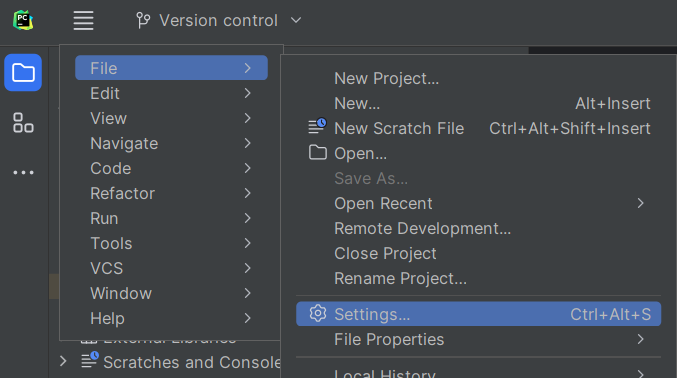 PC
Version control
File
Edit
View
Navigate
Code
Refactor
Run
Tools
VCS
Window
Help
External Libraries
Scratches and Console
New Project...
New... Alt+Insert
New Scratch File Ctrl+Alt+Shift+Insert
Open...
Save As...
Open Recent
Remote Development...
Close Project
Rename Project...
Settings... Ctrl+Alt+S
File Properties
Local History